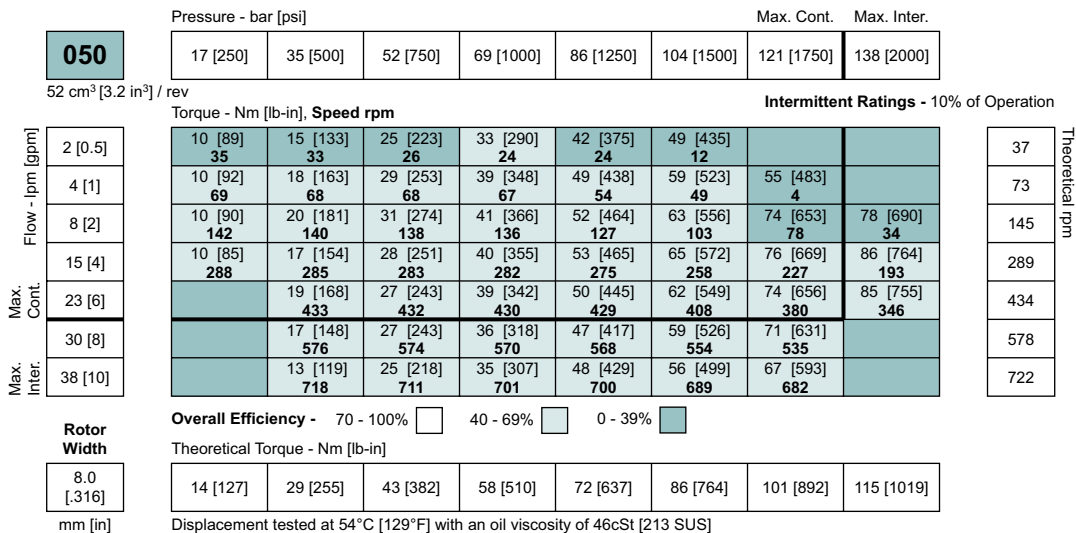 Pressure - bar [psi] Max. Cont. Max. Inter.
050 17 [250] 35 [500] 52 [750] 69 [1000] 86 [1250] 104 [1500] 121 [1750] 138 [2000]
52 cm³ [3.2 in³] / rev
Intermittent Ratings - 10% of Operation
Torque - Nm [lb-in], Speed rpm
Flow - lpm [gpm]
Max. Cont.
Max. Inter.
Theoretical rpm
2 [0.5] 10 [89] 15 [133] 25 [223] 33 [290] 42 [375] 49 [435] 37
35 33 26 24 24 12
4 [1] 10 [92] 18 [163] 29 [253] 39 [348] 49 [438] 59 [523] 55 [483] 73
69 68 68 67 54 49 4
8 [2] 10 [90] 20 [181] 31 [274] 41 [366] 52 [464] 63 [556] 74 [653] 78 [690] 145
142 140 138 136 127 103 78 34
15 [4] 10 [85] 17 [154] 28 [251] 40 [355] 53 [465] 65 [572] 76 [669] 86 [764] 289
288 285 283 282 275 258 227 193
23 [6] 19 [168] 27 [243] 39 [342] 50 [445] 62 [549] 74 [656] 85 [755] 434
433 432 430 429 408 380 346
30 [8] 17 [148] 27 [243] 36 [318] 47 [417] 59 [526] 71 [631] 578
576 574 570 568 554 535
38 [10] 13 [119] 25 [218] 35 [307] 48 [429] 56 [499] 67 [593] 722
718 711 701 700 689 682
Overall Efficiency - 70 - 100% 40 - 69% 0 - 39%
Rotor
Width
Theoretical Torque - Nm [lb-in]
8.0
[.316]
14 [127] 29 [255] 43 [382] 58 [510] 72 [637] 86 [764] 101 [892] 115 [1019]
mm [in] Displacement tested at 54°C [129°F] with an oil viscosity of 46cSt [213 SUS]